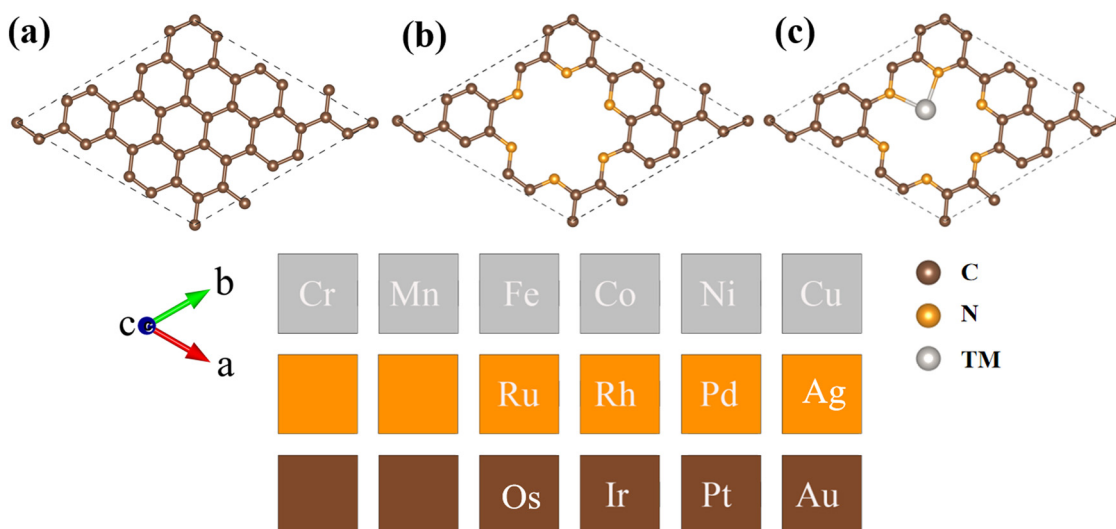 (a) (b) (c)
Cr Mn Fe Co Ni Cu C
b N
c TM
a Ru Rh Pd Ag
Os Ir Pt Au